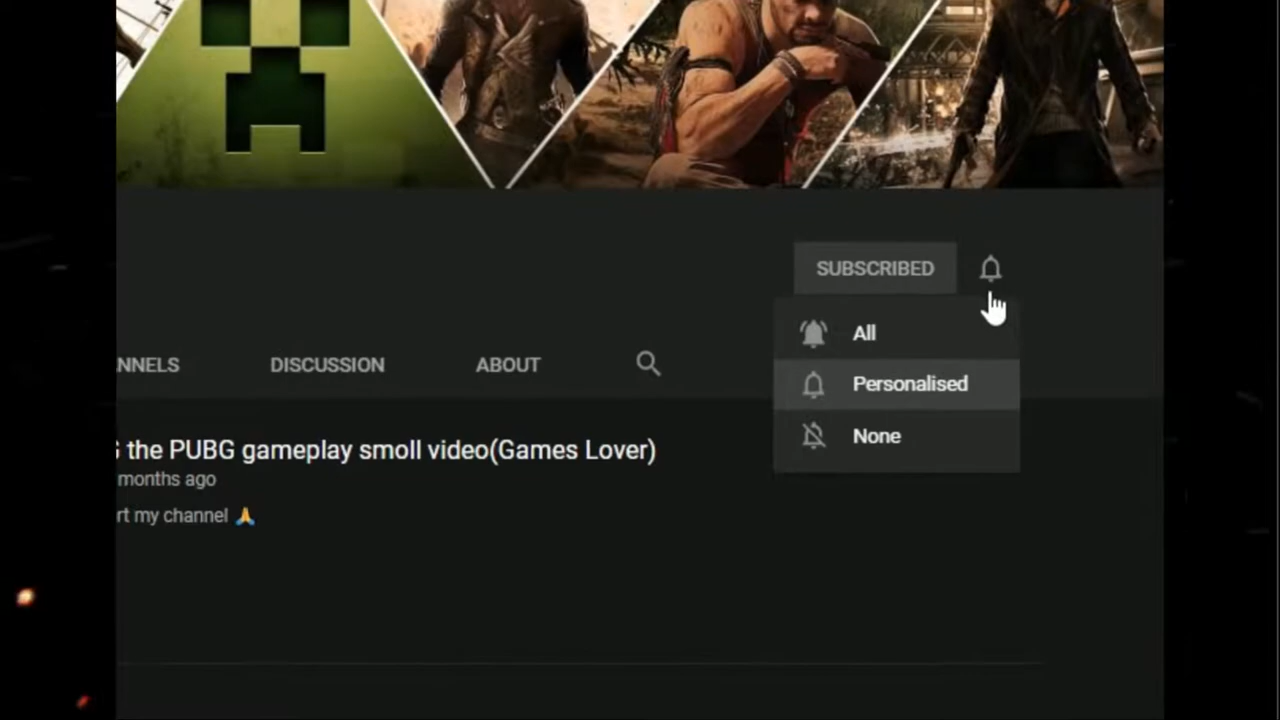 SUBSCRIBED
All
NNELS DISCUSSION ABOUT
Personalised
None
the PUBG gameplay smoll video(Games Lover)
months ago
rt my channel 🙏